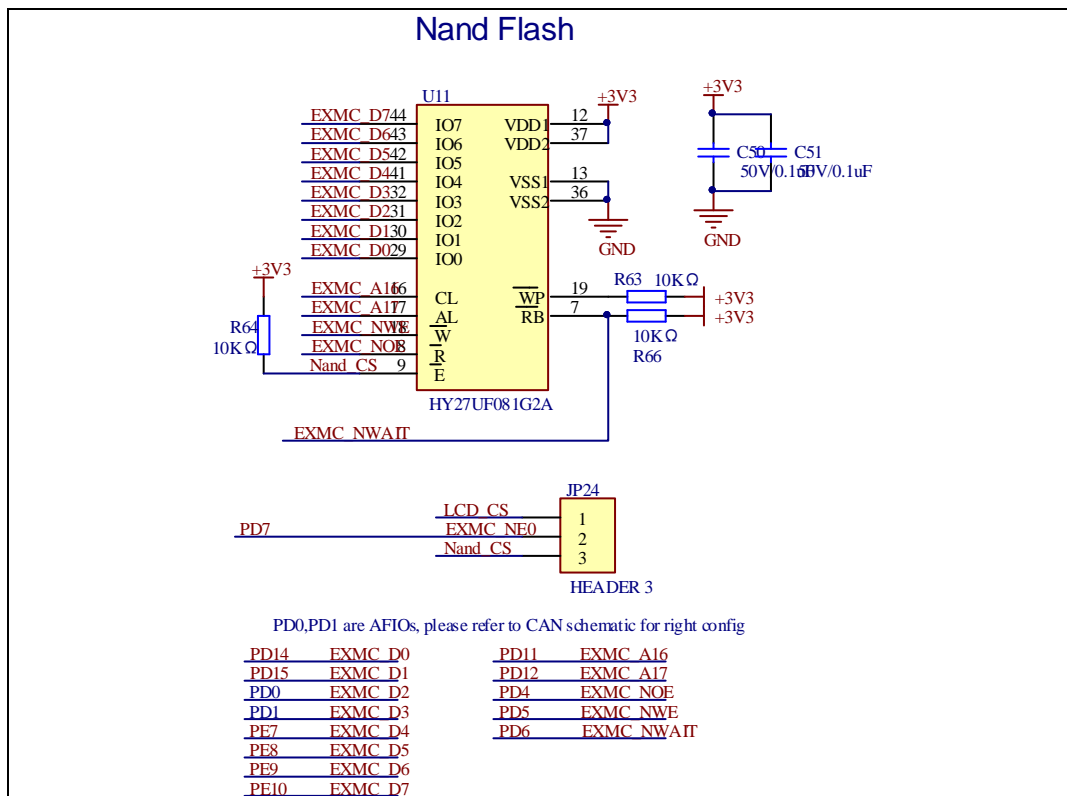 Nand Flash
U11
EXMC_D7 44 IO7
EXMC_D6 43 IO6
EXMC_D5 42 IO5
EXMC_D4 41 IO4
EXMC_D3 32 IO3
EXMC_D2 31 IO2
EXMC_D1 30 IO1
EXMC_D0 29 IO0
EXMC_A16 16 CL
EXMC_A17 17 AL
EXMC_NWE 18 W
EXMC_NOE 8 R
Nand_CS 9 E
+3V3
R64
10KΩ
VDD1 12
VDD2 37
+3V3
VSS1 13
VSS2 36
GND
WP 19
RB 7
R63 10KΩ
+3V3
+3V3
10KΩ
R66
HY27UF081G2A
EXMC_NWAIT
+3V3
C50
50V/0.1uF
C51
50V/0.1uF
GND
JP24
LCD_CS 1
PD7 EXMC_NE0 2
Nand_CS 3
HEADER 3
PD0,PD1 are AFIOs, please refer to CAN schematic for right config
PD14 EXMC_D0
PD15 EXMC_D1
PD0 EXMC_D2
PD1 EXMC_D3
PE7 EXMC_D4
PE8 EXMC_D5
PE9 EXMC_D6
PE10 EXMC_D7
PD11 EXMC_A16
PD12 EXMC_A17
PD4 EXMC_NOE
PD5 EXMC_NWE
PD6 EXMC_NWAIT